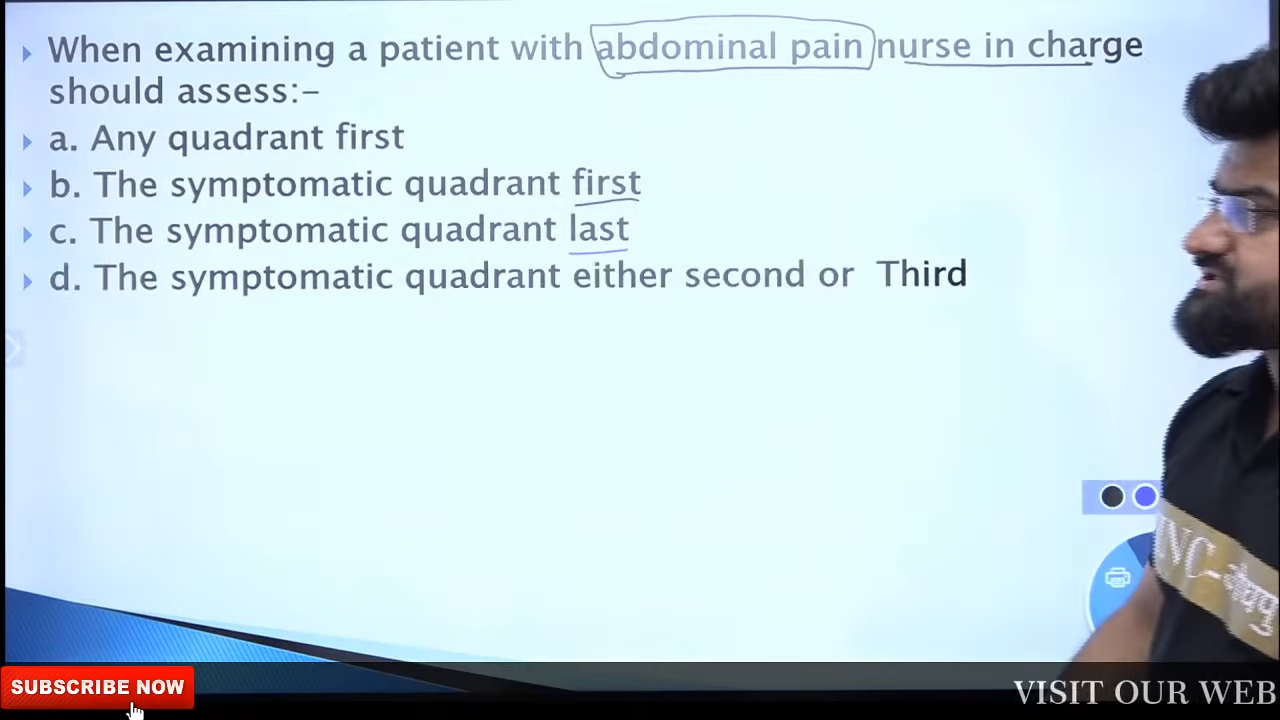 When examining a patient with abdominal pain nurse in charge
should assess:-
a. Any quadrant first
b. The symptomatic quadrant first
c. The symptomatic quadrant last
d. The symptomatic quadrant either second or Third
SUBSCRIBE NOW
VISIT OUR WEB